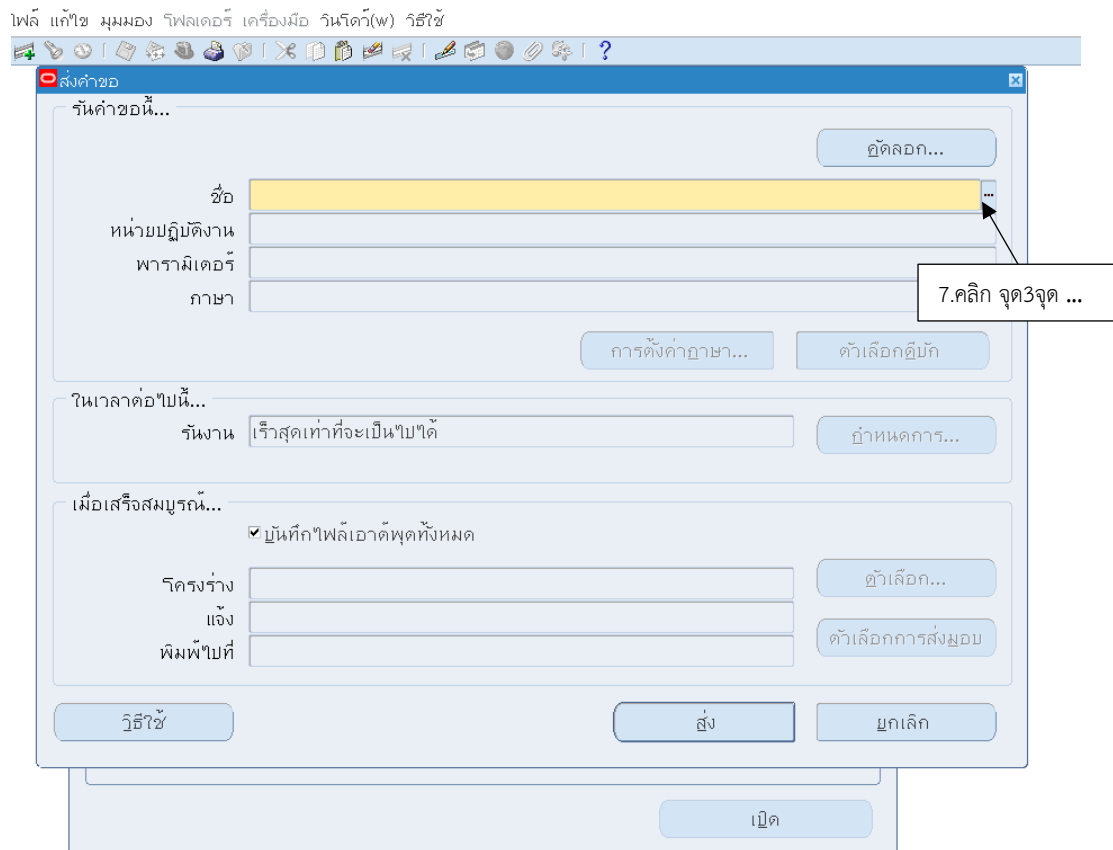 ไฟล์ แก้ไข มุมมอง โฟลเดอร์ เครื่องมือ วินโดว์(w) วิธีใช้
ส่งคำขอ
รันคำขอนี้...
คัดลอก...
ชื่อ
...
หน่วยปฏิบัติงาน
พารามิเตอร์
ภาษา
7.คลิก จุด3จุด ...
การตั้งค่าภาษา...
ตัวเลือกดีบัก
ในเวลาต่อไปนี้...
รันงาน เร็วสุดเท่าที่จะเป็นไปได้
กำหนดการ...
เมื่อเสร็จสมบูรณ์...
บันทึกไฟล์เอาต์พุตทั้งหมด
โครงร่าง
ตัวเลือก...
แจ้ง
ตัวเลือกการส่งมอบ
พิมพ์ไปที่
วิธีใช้
ส่ง
ยกเลิก
เปิด